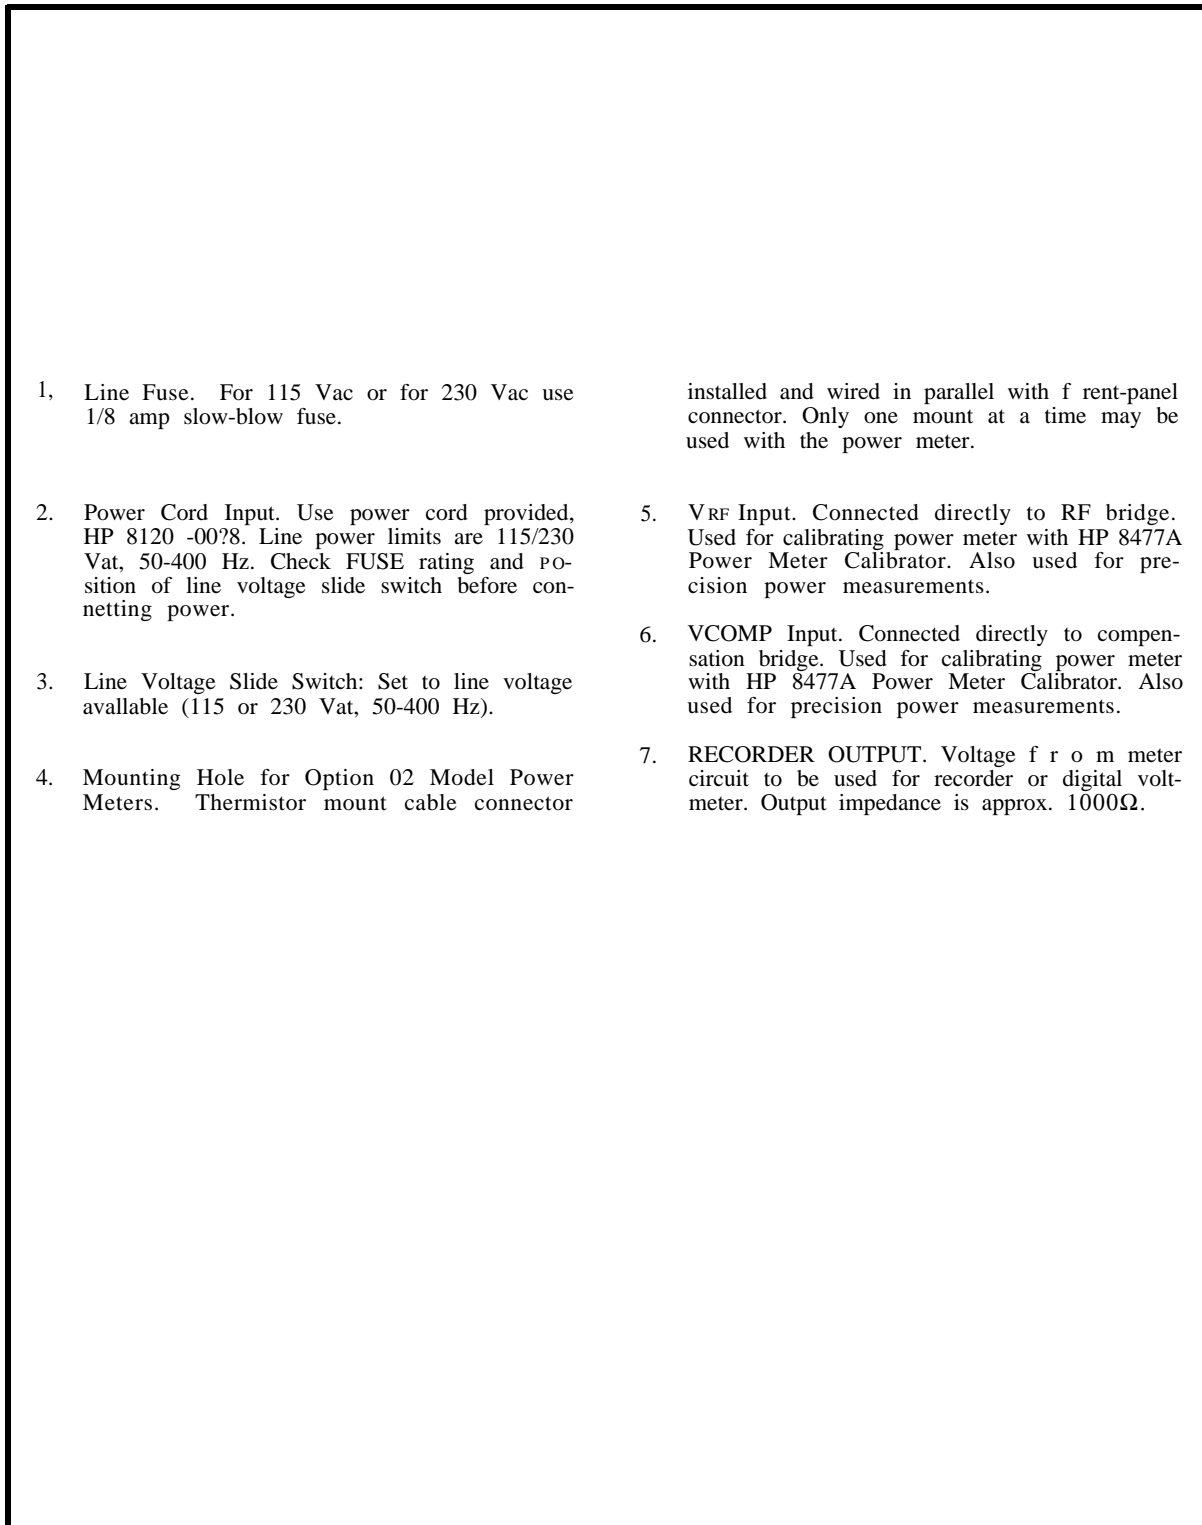 1, Line Fuse. For 115 Vac or for 230 Vac use
1/8 amp slow-blow fuse.
2. Power Cord Input. Use power cord provided,
HP 8120 -00?8. Line power limits are 115/230
Vat, 50-400 Hz. Check FUSE rating and PO-
sition of line voltage slide switch before con-
netting power.
3. Line Voltage Slide Switch: Set to line voltage
avallable (115 or 230 Vat, 50-400 Hz).
4. Mounting Hole for Option 02 Model Power
Meters. Thermistor mount cable connector
installed and wired in parallel with f rent-panel
connector. Only one mount at a time may be
used with the power meter.
5. VRF Input. Connected directly to RF bridge.
Used for calibrating power meter with HP 8477A
Power Meter Calibrator. Also used for pre-
cision power measurements.
6. VCOMP Input. Connected directly to compen-
sation bridge. Used for calibrating power meter
with HP 8477A Power Meter Calibrator. Also
used for precision power measurements.
7. RECORDER OUTPUT. Voltage f r o m meter
circuit to be used for recorder or digital volt-
meter. Output impedance is approx. 1000Ω.